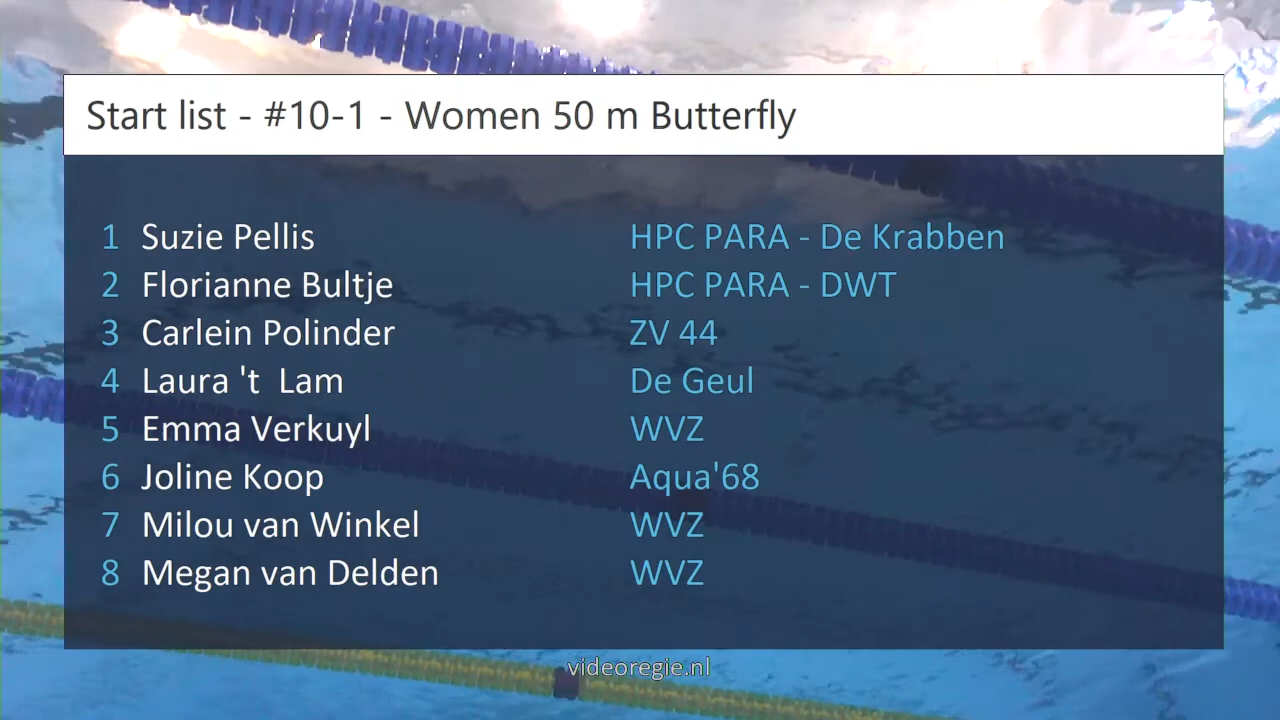 Start list - #10-1 - Women 50 m Butterfly
1 Suzie Pellis HPC PARA - De Krabben
2 Florianne Bultje HPC PARA - DWT
3 Carlein Polinder ZV 44
4 Laura 't  Lam De Geul
5 Emma Verkuyl WVZ
6 Joline Koop Aqua'68
7 Milou van Winkel WVZ
8 Megan van Delden WVZ
videoregie.nl